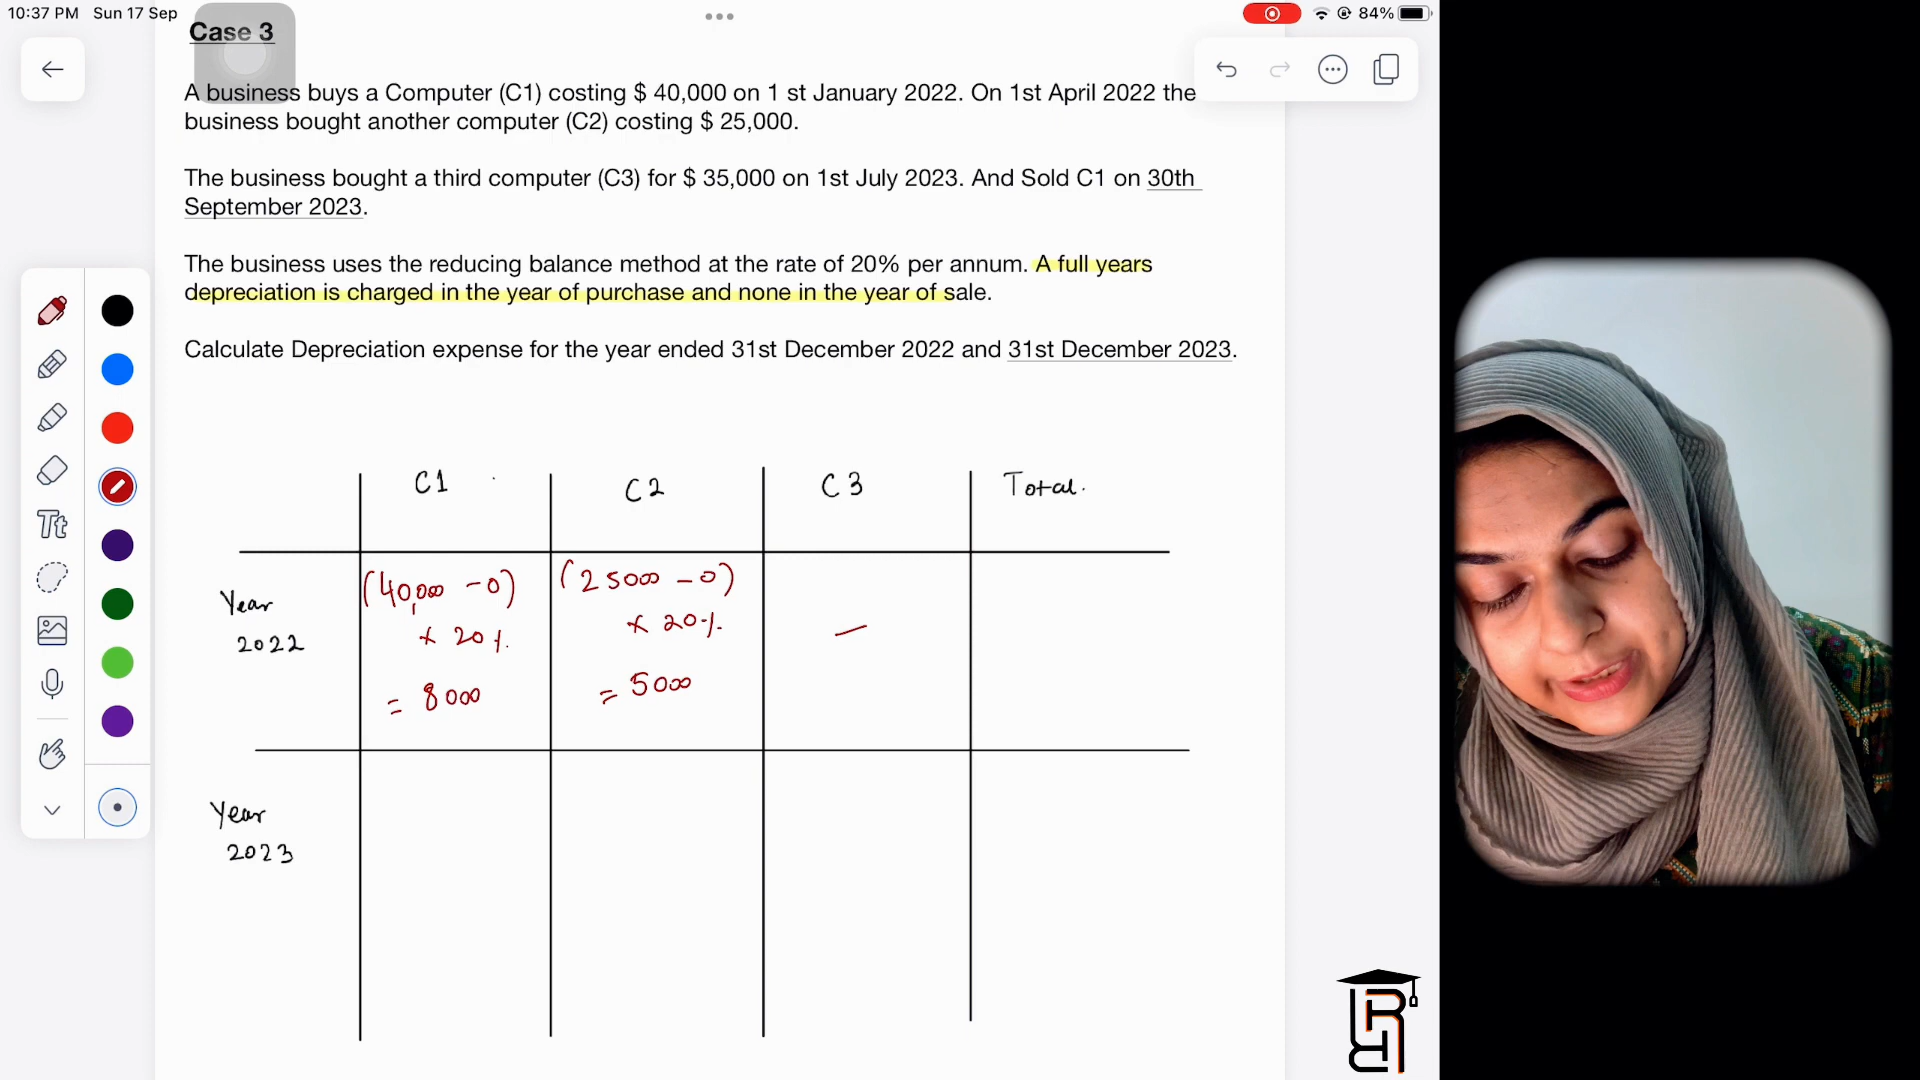 10:37 PM Sun 17 Sep
84%
Case 3
A business buys a Computer (C1) costing $ 40,000 on 1 st January 2022. On 1st April 2022 the
business bought another computer (C2) costing $ 25,000.
The business bought a third computer (C3) for $ 35,000 on 1st July 2023. And Sold C1 on 30th
September 2023.
The business uses the reducing balance method at the rate of 20% per annum. A full years
depreciation is charged in the year of purchase and none in the year of sale.
Calculate Depreciation expense for the year ended 31st December 2022 and 31st December 2023.
Tt
C1 C2 C3 Total.
Year
2022
(40,000 - 0)
x 20%.
= 8000
(25000 - 0)
x 20%.
= 5000
—
Year
2023